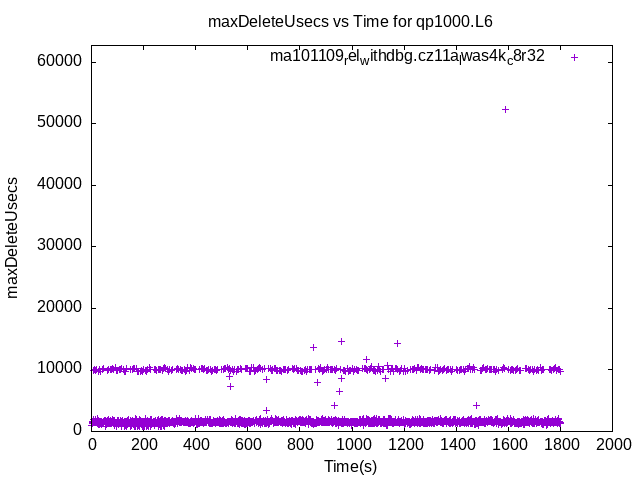 maxDeleteUsecs vs Time for qp1000.L6
ma101109relwithdbg.cz11awas4kc8r32
60000
50000
40000
30000
20000
10000
0
maxDeleteUsecs
0 200 400 600 800 1000 1200 1400 1600 1800 2000
Time(s)